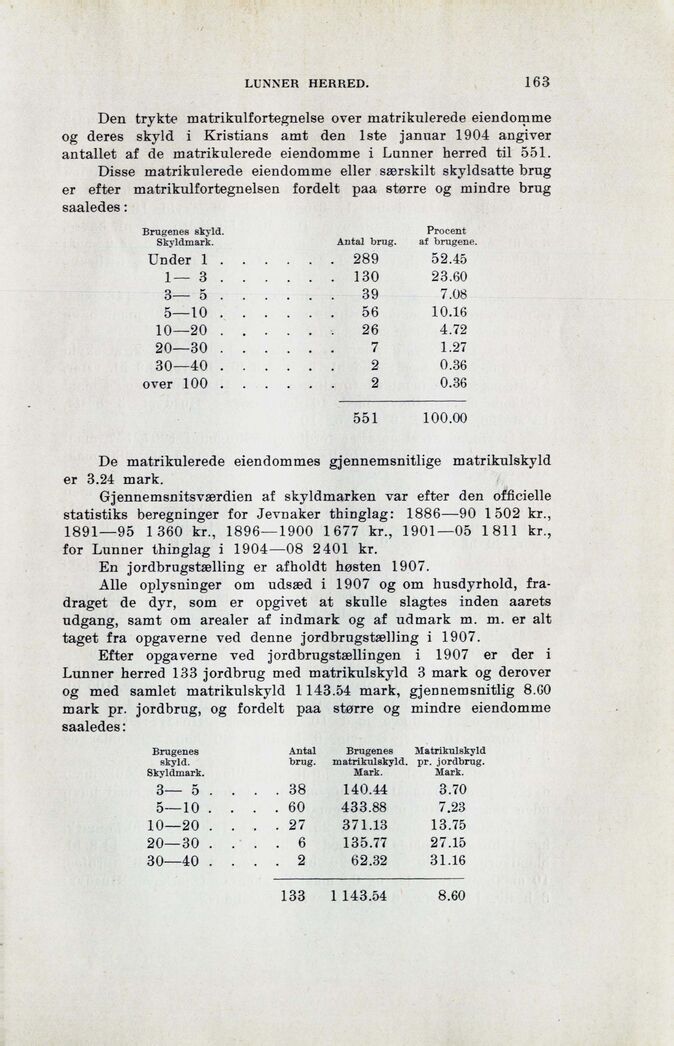 LUNNER HERRED. 163
Den trykte matrikulfortegnelse over matrikulerede eiendomme
og deres skyld i Kristians amt den 1ste januar 1904 angiver
antallet af de matrikulerede eiendomme i Lunner herred til 551.
Disse matrikulerede eiendomme eller særskilt skyldsatte brug
er efter matrikulfortegnelsen fordelt paa større og mindre brug
saaledes:
Brugenes skyld. Procent
Skyldmark. Antal brug. af brugene.
Under 1 . . . . . . 289 52.45
1— 3 . . . . . . 130 23.60
3— 5 . . . . . . 39 7.08
5—10 . . . . . . 56 10.16
10—20 . . . . . . 26 4.72
20—30 . . . . . . 7 1.27
30—40 . . . . . . 2 0.36
over 100 . . . . . . 2 0.36
551 100.00
De matrikulerede eiendommes gjennemsnitlige matrikulskyld
er 3.24 mark.
Gjennemsnitsværdien af skyldmarken var efter den officielle
statistiks beregninger for Jevnaker thinglag: 1886—90 1 502 kr.,
1891—95 1 360 kr., 1896—1900 1 677 kr., 1901—05 1 811 kr.,
for Lunner thinglag i 1904—08 2 401 kr.
En jordbrugstælling er afholdt høsten 1907.
Alle oplysninger om udsæd i 1907 og om husdyrhold, fra-
draget de dyr, som er opgivet at skulle slagtes inden aarets
udgang, samt om arealer af indmark og af udmark m. m. er alt
taget fra opgaverne ved denne jordbrugstælling i 1907.
Efter opgaverne ved jordbrugstællingen i 1907 er der i
Lunner herred 133 jordbrug med matrikulskyld 3 mark og derover
og med samlet matrikulskyld 1 143.54 mark, gjennemsnitlig 8.60
mark pr. jordbrug, og fordelt paa større og mindre eiendomme
saaledes:
Brugenes Antal Brugenes Matrikulskyld
skyld. brug. matrikulskyld. pr. jordbrug.
Skyldmark. Mark. Mark.
3— 5 . . . . 38 140.44 3.70
5—10 . . . . 60 433.88 7.23
10—20 . . . . 27 371.13 13.75
20—30 . . . . 6 135.77 27.15
30—40 . . . . 2 62.32 31.16
133 1 143.54 8.60